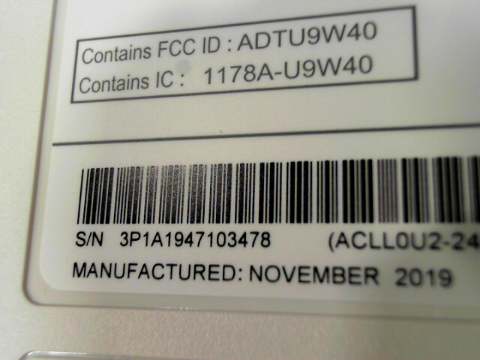 Contains FCC ID : ADTU9W40
Contains IC : 1178A-U9W40
S/N 3P1A1947103478 (ACLL0U2-24
MANUFACTURED: NOVEMBER 2019